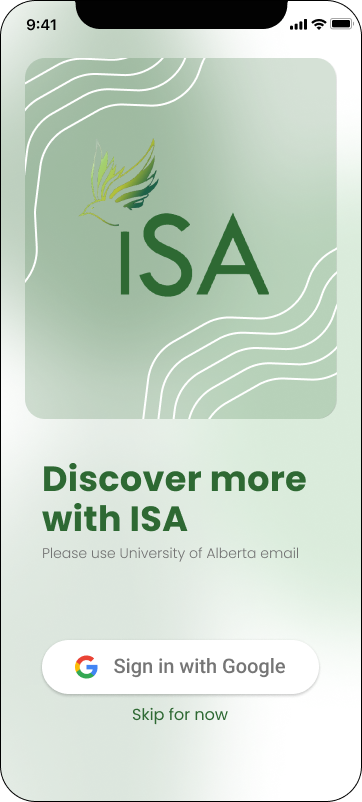 9:41
iSA
Discover more
with ISA
Please use University of Alberta email
Sign in with Google
Skip for now